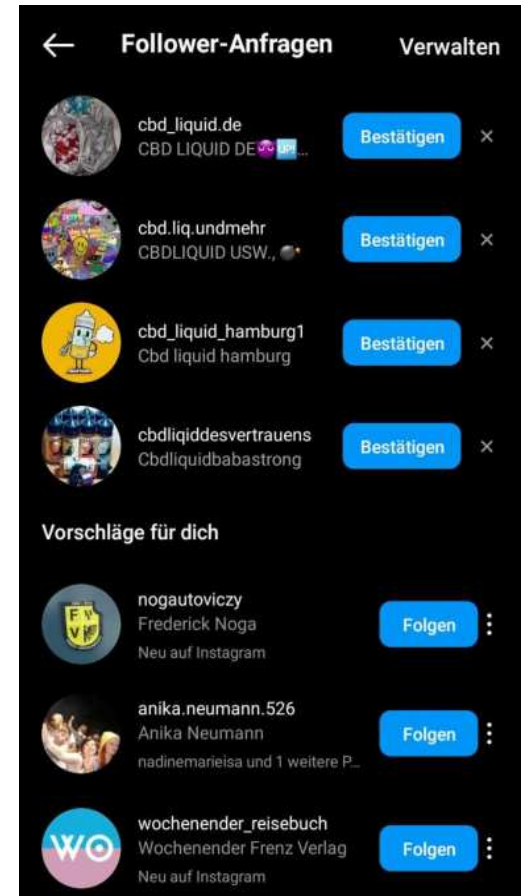 Follower-Anfragen Verwalten
cbd_liquid.de
CBD LIQUID DE😈🆙...
Bestätigen
cbd.liq.undmehr
CBDLIQUID USW., 💣
Bestätigen
cbd_liquid_hamburg1
Cbd liquid hamburg
Bestätigen
cbdliqiddesvertrauens
Cbdliquidbabastrong
Bestätigen
Vorschläge für dich
nogautoviczy
Frederick Noga
Neu auf Instagram
Folgen
anika.neumann.526
Anika Neumann
nadinemarieisa und 1 weitere P...
Folgen
WO
wochenender_reisebuch
Wochenender Frenz Verlag
Neu auf Instagram
Folgen